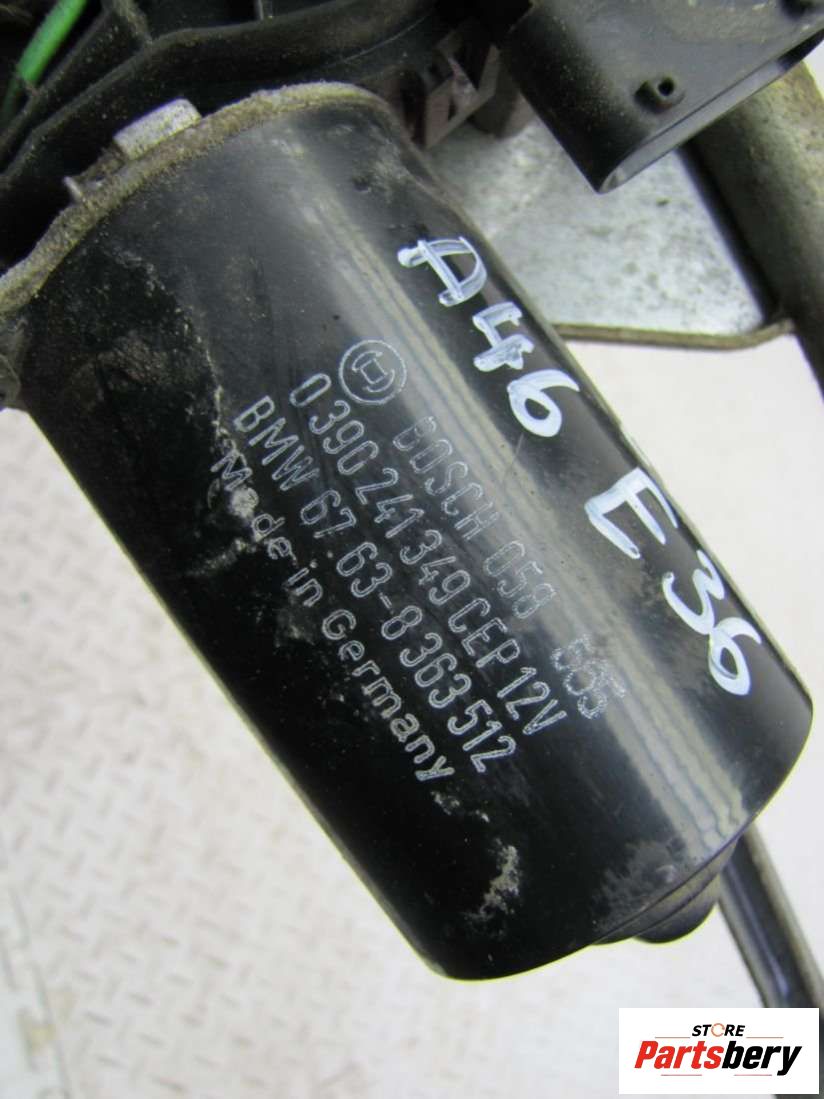 A46 E36
BOSCH 058 555
0 390 241 349 CEP 12V
BMW 67 63-8 363 512
Made in Germany
STORE
Partsbery